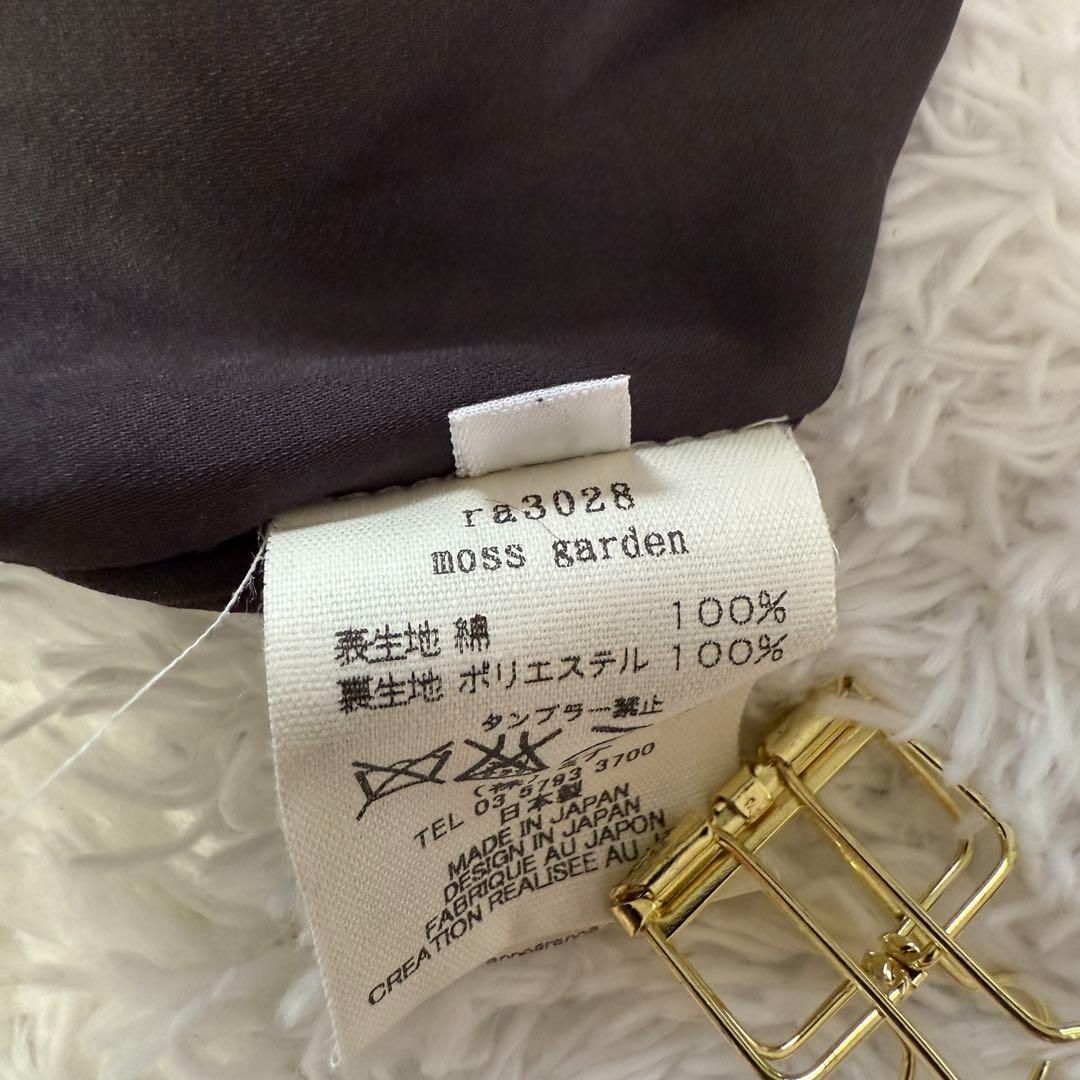 ra3028
moss garden
表生地 綿 100%
裏生地 ポリエステル 100%
タンブラー禁止
TEL 03 5793 3700
日本製
MADE IN JAPAN
DESIGN IN JAPAN
FABRIQUE AU JAPON
CREATION REALISEE AU